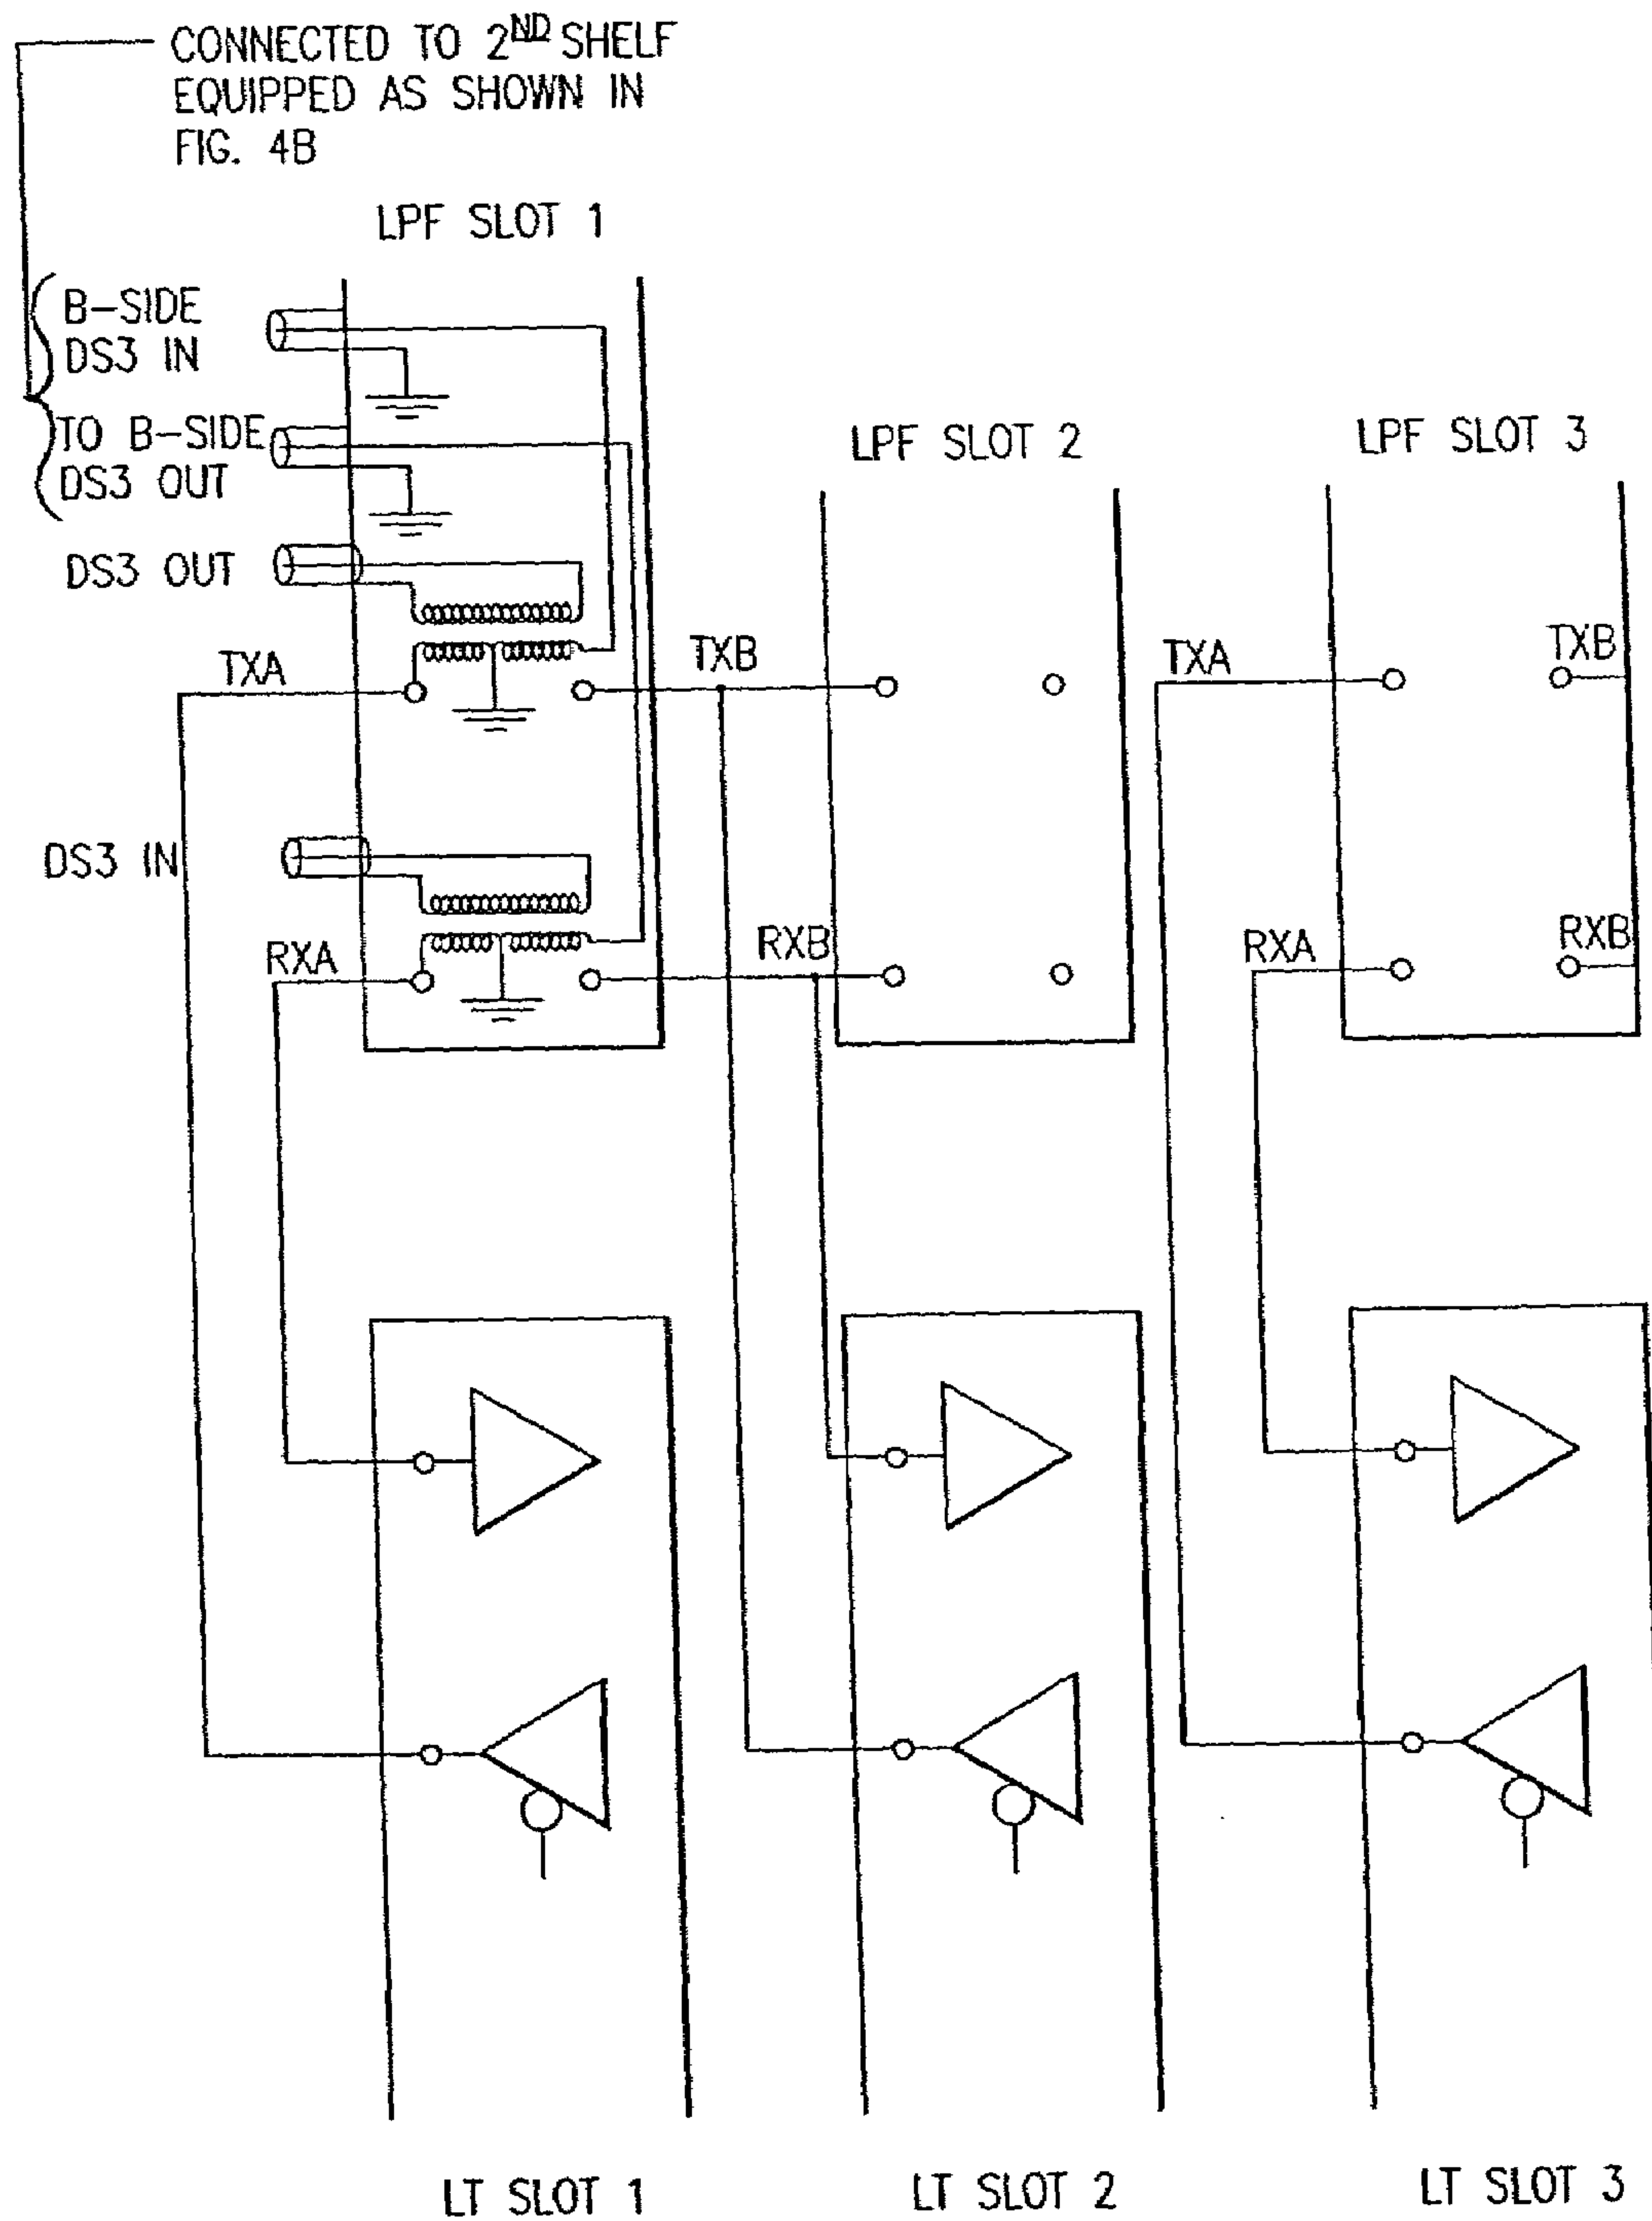 CONNECTED TO 2ND SHELF
EQUIPPED AS SHOWN IN
FIG. 4B
LPF SLOT 1
B-SIDE
DS3 IN
TO B-SIDE
DS3 OUT
LPF SLOT 2
LPF SLOT 3
DS3 OUT
TXA
TXB
TXA
TXB
DS3 IN
RXA
RXB
RXA
RXB
LT SLOT 1
LT SLOT 2
LT SLOT 3